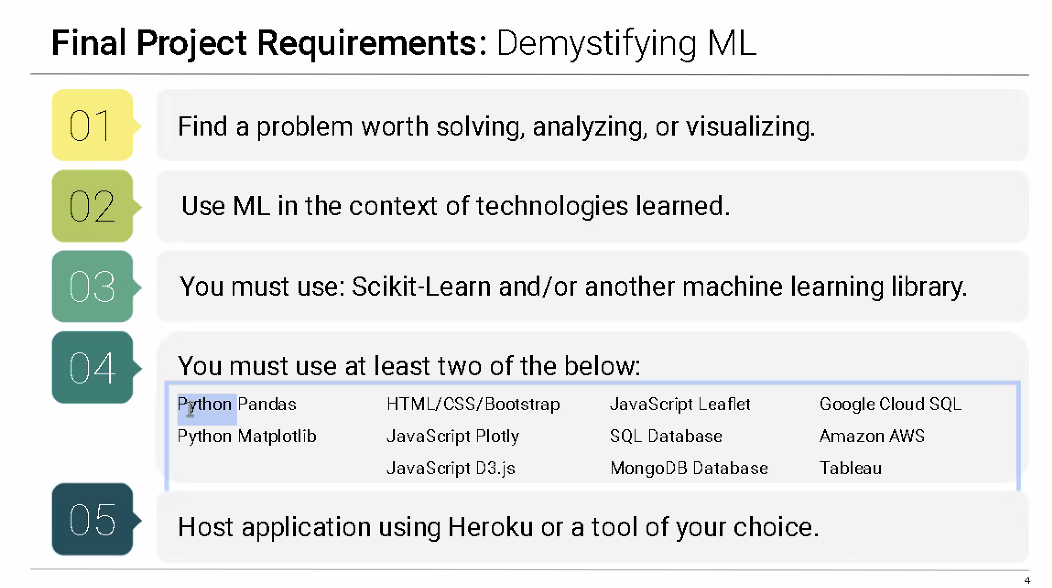 Final Project Requirements: Demystifying ML
01
Find a problem worth solving, analyzing, or visualizing.
02
Use ML in the context of technologies learned.
03
You must use: Scikit-Learn and/or another machine learning library.
04
You must use at least two of the below:
Python Pandas HTML/CSS/Bootstrap JavaScript Leaflet Google Cloud SQL
Python Matplotlib JavaScript Plotly SQL Database Amazon AWS
JavaScript D3.js MongoDB Database Tableau
05
Host application using Heroku or a tool of your choice.
4